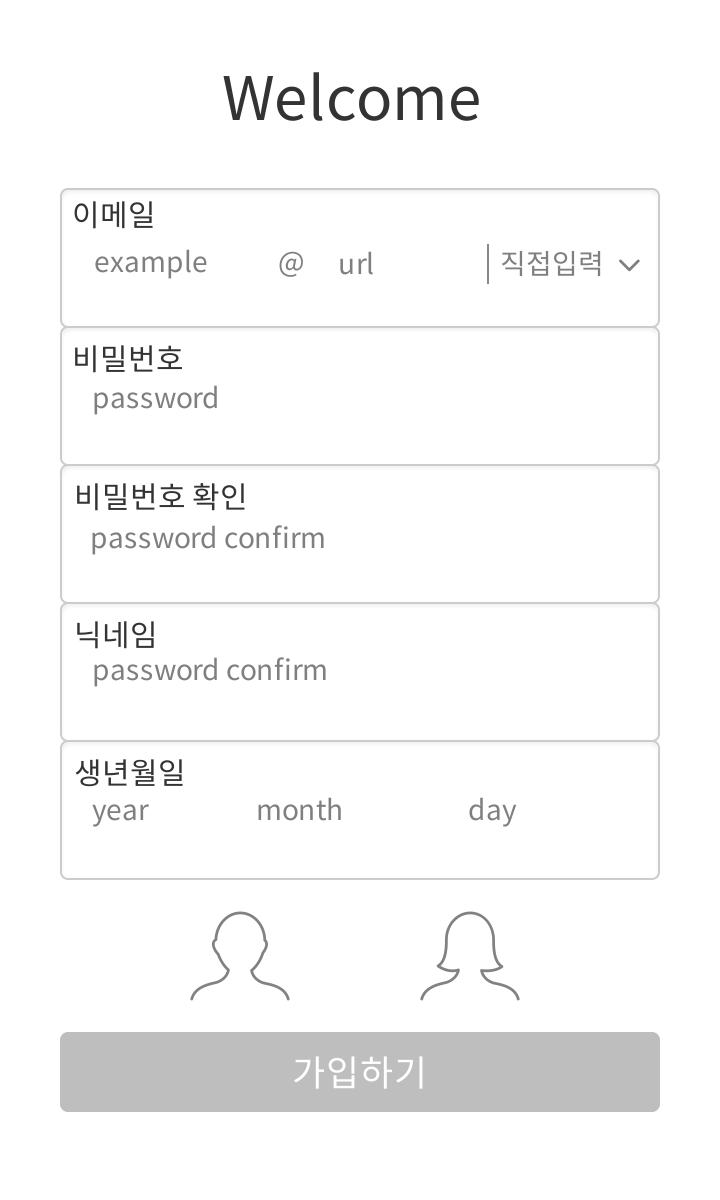 Welcome
이메일
example @ url 직접입력
비밀번호
password
비밀번호 확인
password confirm
닉네임
password confirm
생년월일
year month day
가입하기